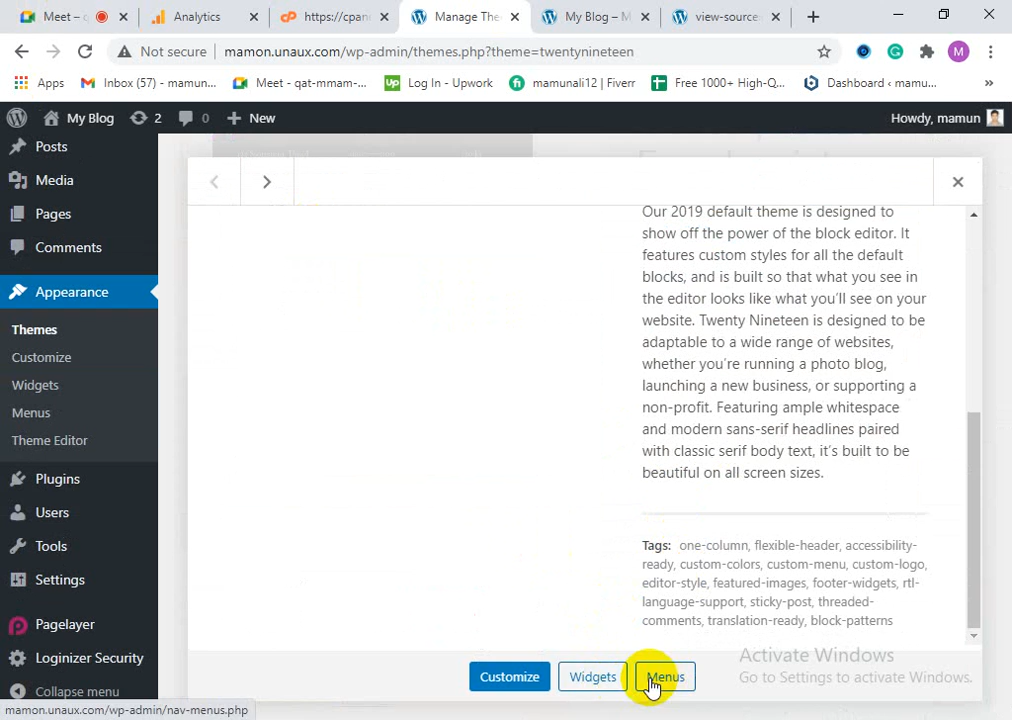 Meet – q
Analytics
https://cpan
Manage The
My Blog – M
view-source:
Not secure
mamon.unaux.com/wp-admin/themes.php?theme=twentynineteen
M
Apps
Inbox (57) - mamun...
Meet - qat-mmam-...
Up
Log In - Upwork
fi
mamunali12 | Fiverr
Free 1000+ High-Q...
Dashboard ‹ mamu...
My Blog
2
0
New
Howdy, mamun
Posts
Media
Pages
Comments
Appearance
Themes
Customize
Widgets
Menus
Theme Editor
Plugins
Users
Tools
Settings
Pagelayer
Loginizer Security
Collapse menu
Our 2019 default theme is designed to
show off the power of the block editor. It
features custom styles for all the default
blocks, and is built so that what you see in
the editor looks like what you'll see on your
website. Twenty Nineteen is designed to be
adaptable to a wide range of websites,
whether you're running a photo blog,
launching a new business, or supporting a
non-profit. Featuring ample whitespace
and modern sans-serif headlines paired
with classic serif body text, it's built to be
beautiful on all screen sizes.
Tags: one-column, flexible-header, accessibility-
ready, custom-colors, custom-menu, custom-logo,
editor-style, featured-images, footer-widgets, rtl-
language-support, sticky-post, threaded-
comments, translation-ready, block-patterns
Customize
Widgets
Menus
Activate Windows
Go to Settings to activate Windows.
mamon.unaux.com/wp-admin/nav-menus.php